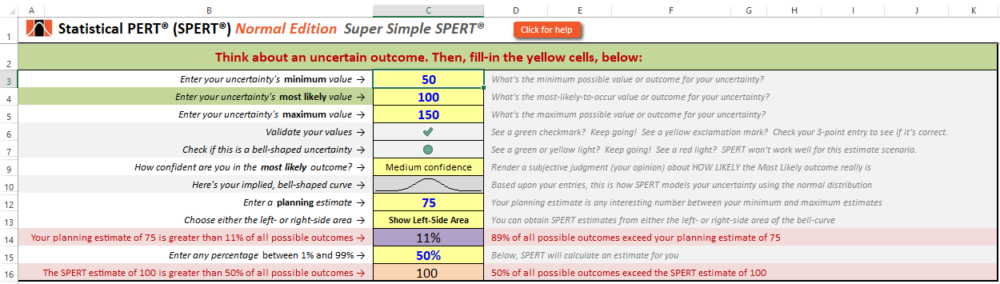 A B C D E F G H I J K
1 Statistical PERT® (SPERT®) Normal Edition Super Simple SPERT® Click for help
2 Think about an uncertain outcome. Then, fill-in the yellow cells, below:
3 Enter your uncertainty's minimum value → 50 What's the minimum possible value or outcome for your uncertainty?
4 Enter your uncertainty's most likely value → 100 What's the most-likely-to-occur value or outcome for your uncertainty?
5 Enter your uncertainty's maximum value → 150 What's the maximum possible value or outcome for your uncertainty?
6 Validate your values → ✔ See a green checkmark? Keep going! See a yellow exclamation mark? Check your 3-point entry to see if it's correct.
7 Check if this is a bell-shaped uncertainty → See a green or yellow light? Keep going! See a red light? SPERT won't work well for this estimate scenario.
9 How confident are you in the most likely outcome? → Medium confidence Render a subjective judgment (your opinion) about HOW LIKELY the Most Likely outcome really is
10 Here's your implied, bell-shaped curve → Based upon your entries, this is how SPERT models your uncertainty using the normal distribution
12 Enter a planning estimate → 75 Your planning estimate is any interesting number between your minimum and maximum estimates
13 Choose either the left- or right-side area → Show Left-Side Area You can obtain SPERT estimates from either the left- or right-side area of the bell-curve
14 Your planning estimate of 75 is greater than 11% of all possible outcomes → 11% 89% of all possible outcomes exceed your planning estimate of 75
15 Enter any percentage between 1% and 99% → 50% Below, SPERT will calculate an estimate for you
16 The SPERT estimate of 100 is greater than 50% of all possible outcomes → 100 50% of all possible outcomes exceed the SPERT estimate of 100